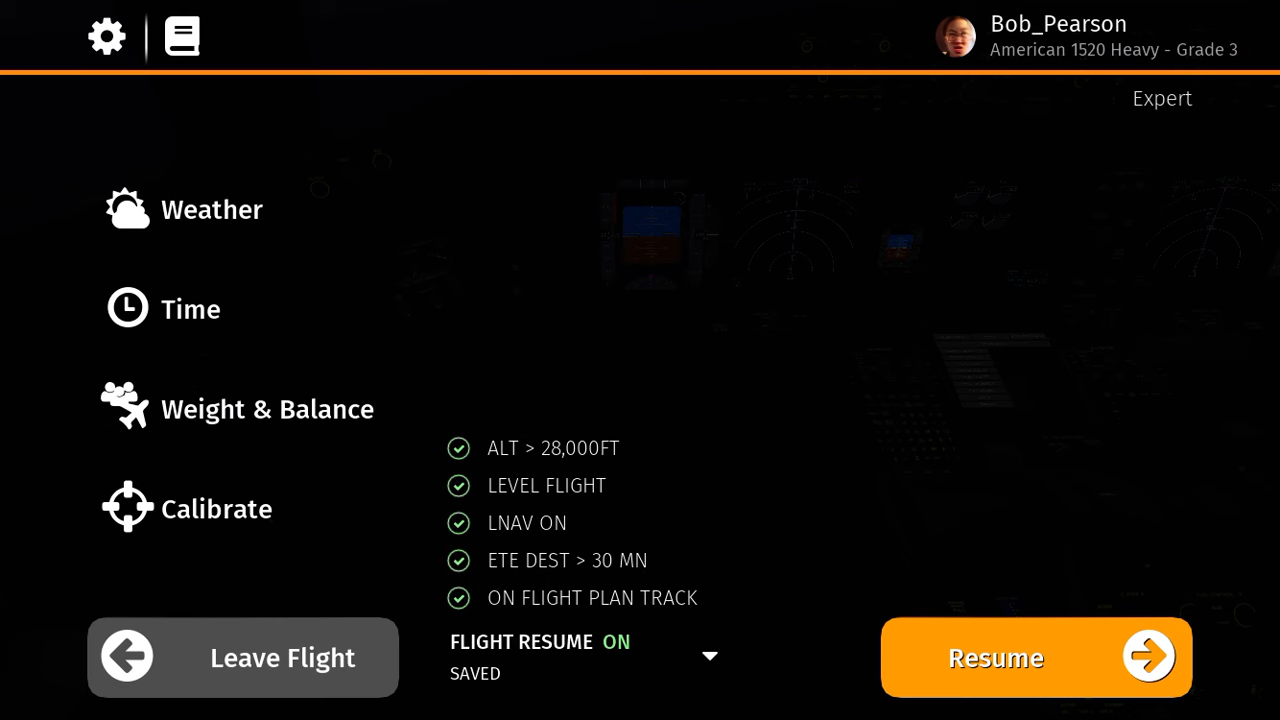 Bob_Pearson
American 1520 Heavy - Grade 3
Expert
Weather
Time
Weight & Balance
Calibrate
ALT > 28,000FT
LEVEL FLIGHT
LNAV ON
ETE DEST > 30 MN
ON FLIGHT PLAN TRACK
Leave Flight
FLIGHT RESUME ON
SAVED
Resume